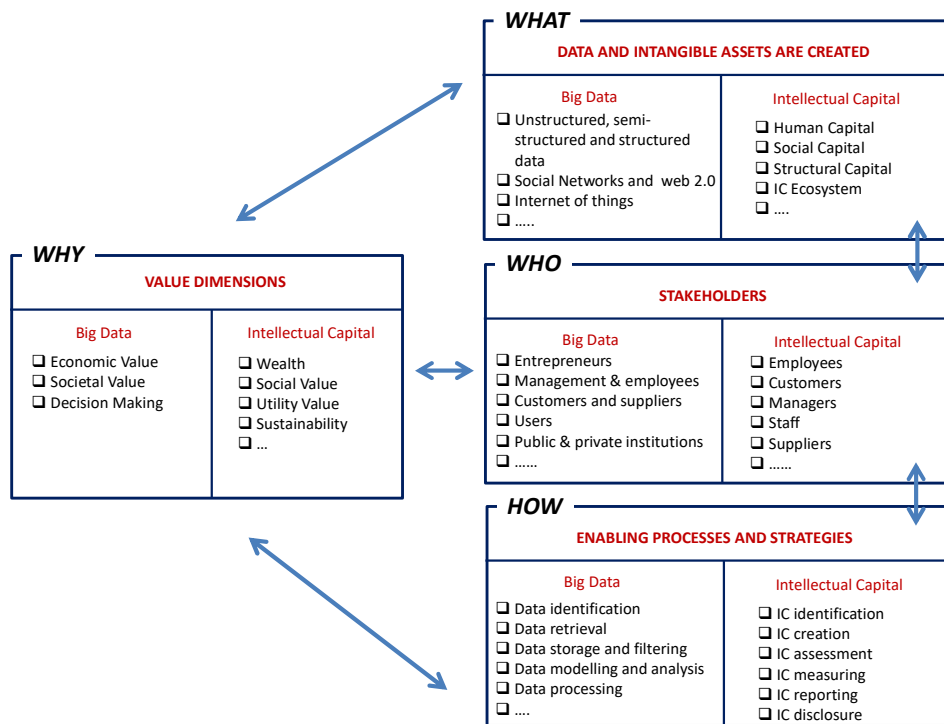 WHAT
DATA AND INTANGIBLE ASSETS ARE CREATED
Big Data
❑ Unstructured, semi-
structured and structured
data
❑ Social Networks and web 2.0
❑ Internet of things
❑ …..
Intellectual Capital
❑ Human Capital
❑ Social Capital
❑ Structural Capital
❑ IC Ecosystem
❑ ….
WHY
VALUE DIMENSIONS
Big Data
❑ Economic Value
❑ Societal Value
❑ Decision Making
Intellectual Capital
❑ Wealth
❑ Social Value
❑ Utility Value
❑ Sustainability
❑ …
WHO
STAKEHOLDERS
Big Data
❑ Entrepreneurs
❑ Management & employees
❑ Customers and suppliers
❑ Users
❑ Public & private institutions
❑ ……
Intellectual Capital
❑ Employees
❑ Customers
❑ Managers
❑ Staff
❑ Suppliers
❑ ……
HOW
ENABLING PROCESSES AND STRATEGIES
Big Data
❑ Data identification
❑ Data retrieval
❑ Data storage and filtering
❑ Data modelling and analysis
❑ Data processing
❑ ….
Intellectual Capital
❑ IC identification
❑ IC creation
❑ IC assessment
❑ IC measuring
❑ IC reporting
❑ IC disclosure